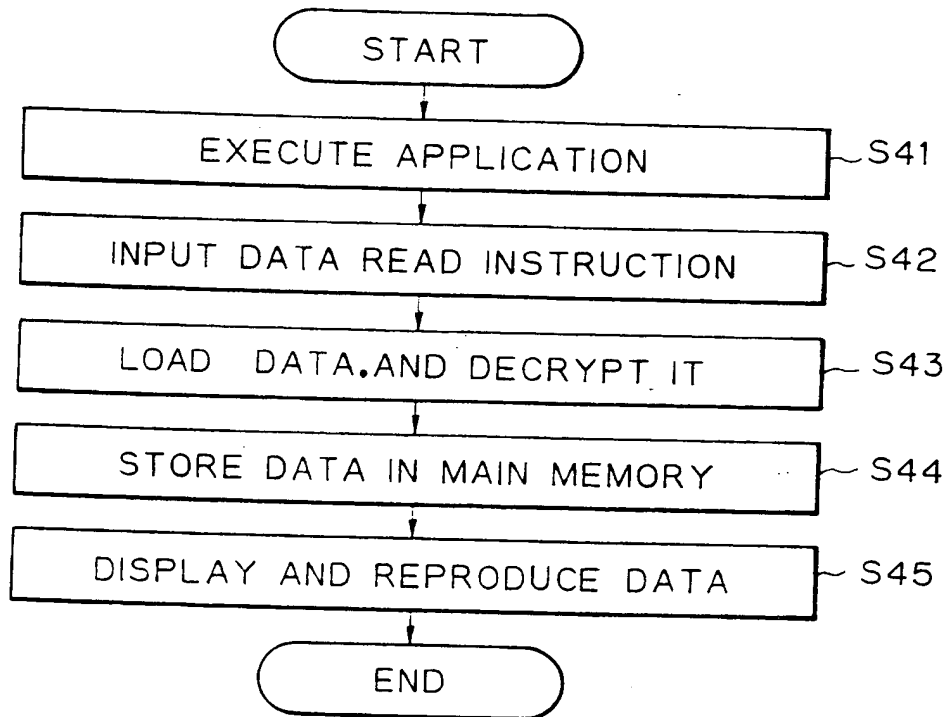 START
EXECUTE APPLICATION S41
INPUT DATA READ INSTRUCTION S42
LOAD DATA.AND DECRYPT IT S43
STORE DATA IN MAIN MEMORY S44
DISPLAY AND REPRODUCE DATA S45
END